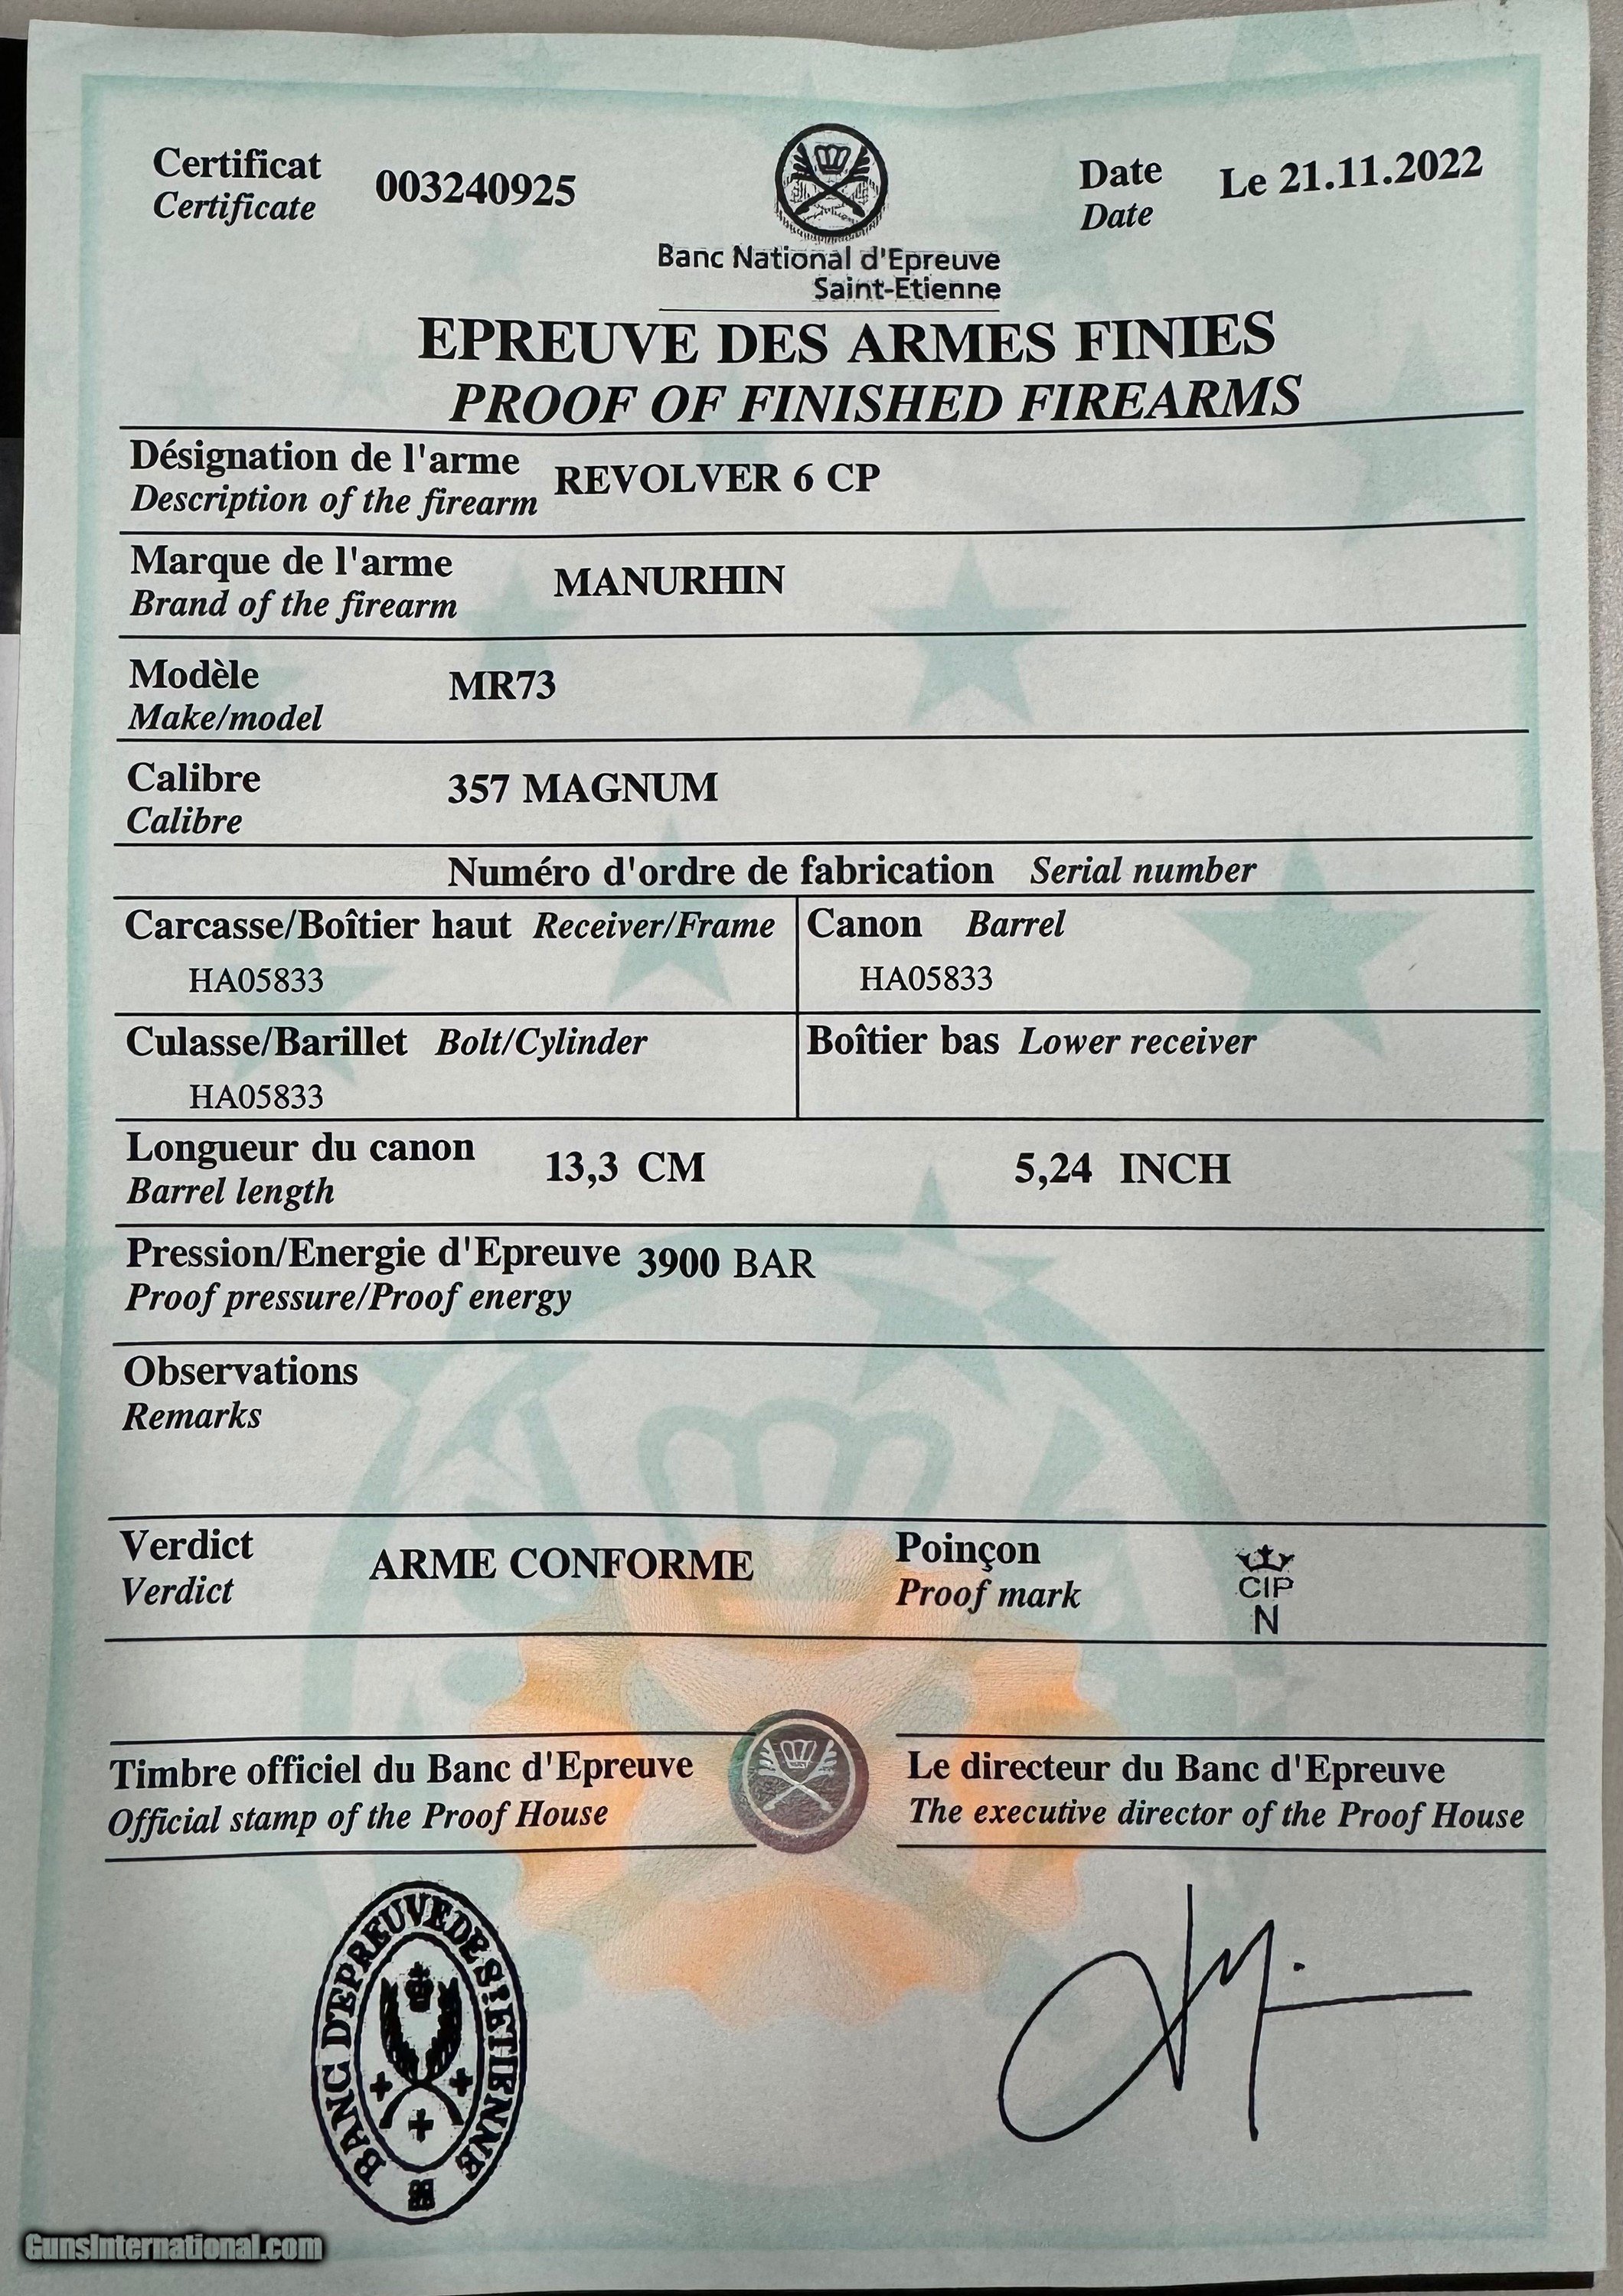 Certificat
Certificate
003240925
Date
Date
Le 21.11.2022
Banc National d'Epreuve
Saint-Etienne
EPREUVE DES ARMES FINIES
PROOF OF FINISHED FIREARMS
Désignation de l'arme
Description of the firearm
REVOLVER 6 CP
Marque de l'arme
Brand of the firearm
MANURHIN
Modèle
Make/model
MR73
Calibre
Calibre
357 MAGNUM
Numéro d'ordre de fabrication Serial number
Carcasse/Boîtier haut Receiver/Frame
HA05833
Canon Barrel
HA05833
Culasse/Barillet Bolt/Cylinder
HA05833
Boîtier bas Lower receiver
Longueur du canon
Barrel length
13,3 CM
5,24 INCH
Pression/Energie d'Epreuve
Proof pressure/Proof energy
3900 BAR
Observations
Remarks
Verdict
Verdict
ARME CONFORME
Poinçon
Proof mark
CIP
N
Timbre officiel du Banc d'Epreuve
Official stamp of the Proof House
Le directeur du Banc d'Epreuve
The executive director of the Proof House
BANC D'EPREUVE DE ST ETIENNE
GunsInternational.com